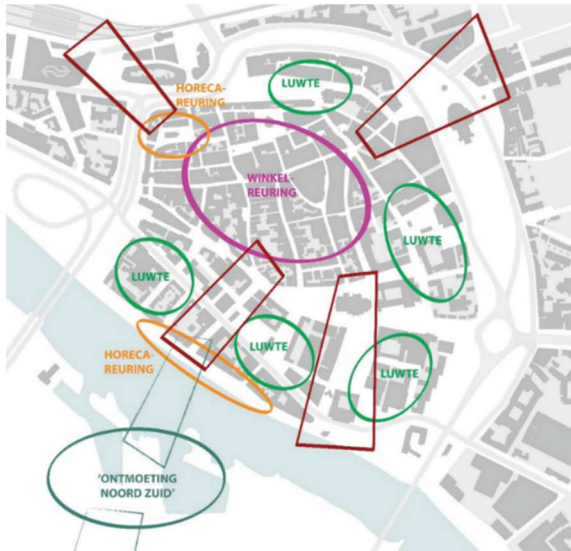 HORECA-
REURING
LUWTE
WINKEL-
REURING
LUWTE
LUWTE
HORECA-
REURING
LUWTE
LUWTE
'ONTMOETING
NOORD ZUID'